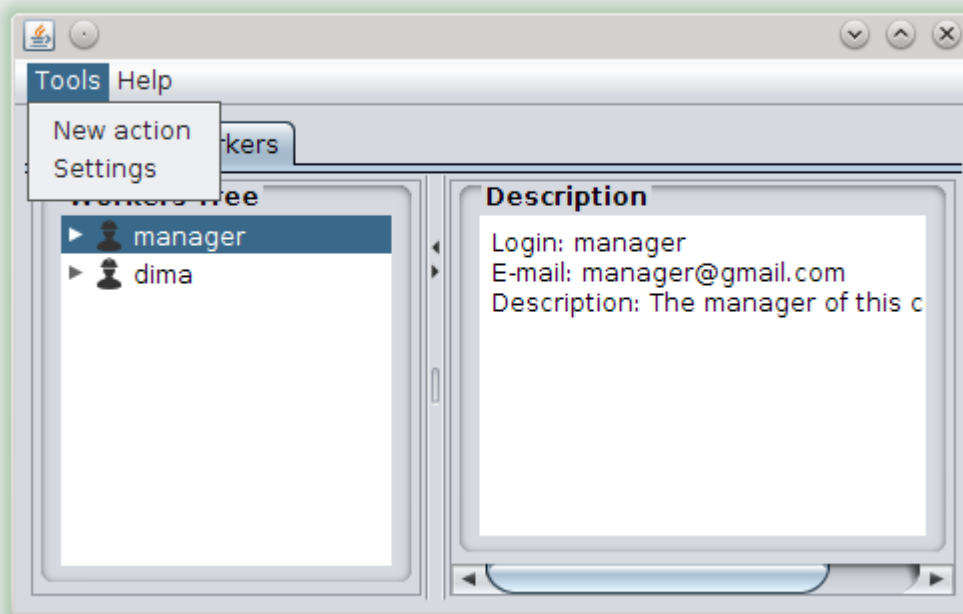 Tools Help
New action
Settings
Description
manager
dima
Login: manager
E-mail: manager@gmail.com
Description: The manager of this c